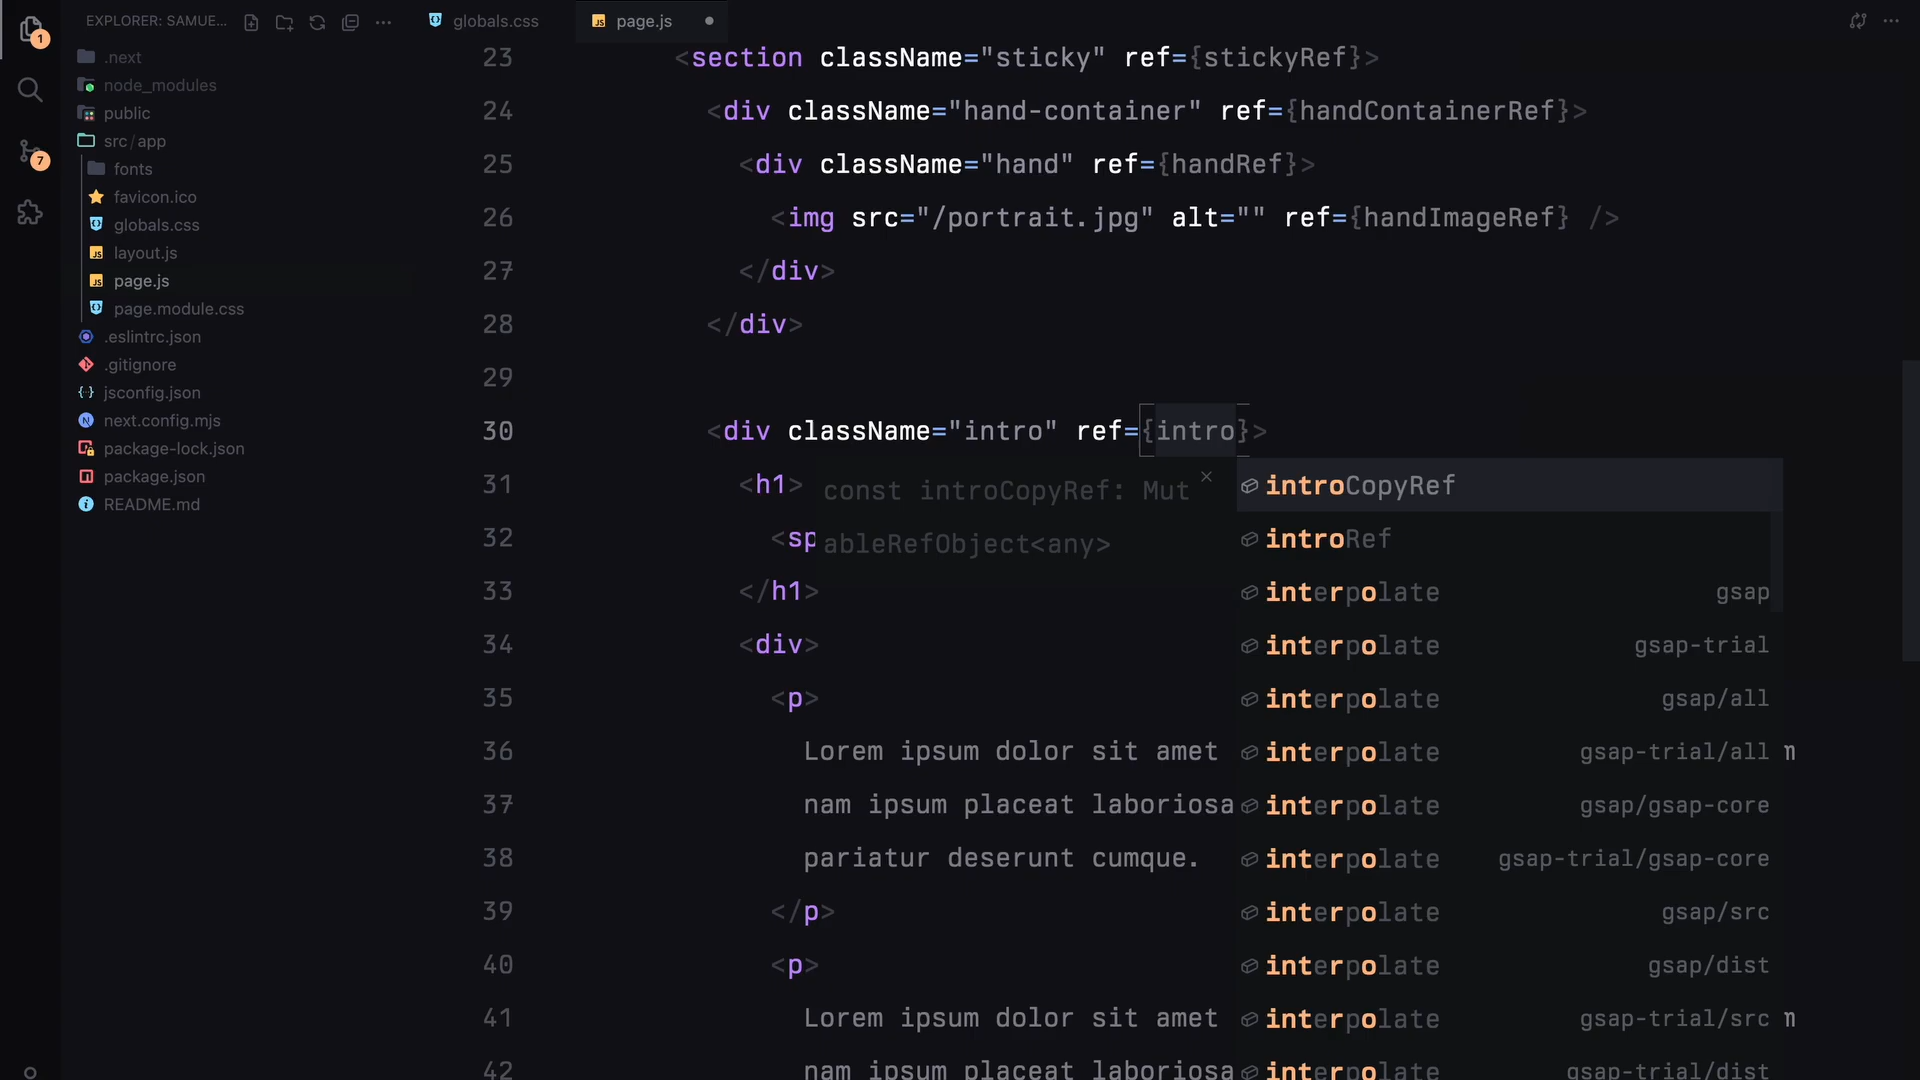 EXPLORER: SAMUE...
1
.next
node_modules
public
src/app
7
fonts
favicon.ico
globals.css
layout.js
page.js
page.module.css
.eslintrc.json
.gitignore
jsconfig.json
next.config.mjs
package-lock.json
package.json
README.md
globals.css
page.js
23 <section className="sticky" ref={stickyRef}>
24 <div className="hand-container" ref={handContainerRef}>
25 <div className="hand" ref={handRef}>
26 <img src="/portrait.jpg" alt="" ref={handImageRef} />
27 </div>
28 </div>
29
30 <div className="intro" ref={intro}>
31 <h1>
32 <sp
33 </h1>
34 <div>
35 <p>
36 Lorem ipsum dolor sit amet m
37 nam ipsum placeat laboriosa
38 pariatur deserunt cumque.
39 </p>
40 <p>
41 Lorem ipsum dolor sit amet m
42 nam ipsum placeat laboriosa
const introCopyRef: Mut
ableRefObject<any>
introCopyRef
introRef
interpolate gsap
interpolate gsap-trial
interpolate gsap/all
interpolate gsap-trial/all
interpolate gsap/gsap-core
interpolate gsap-trial/gsap-core
interpolate gsap/src
interpolate gsap/dist
interpolate gsap-trial/src
interpolate gsap-trial/dist